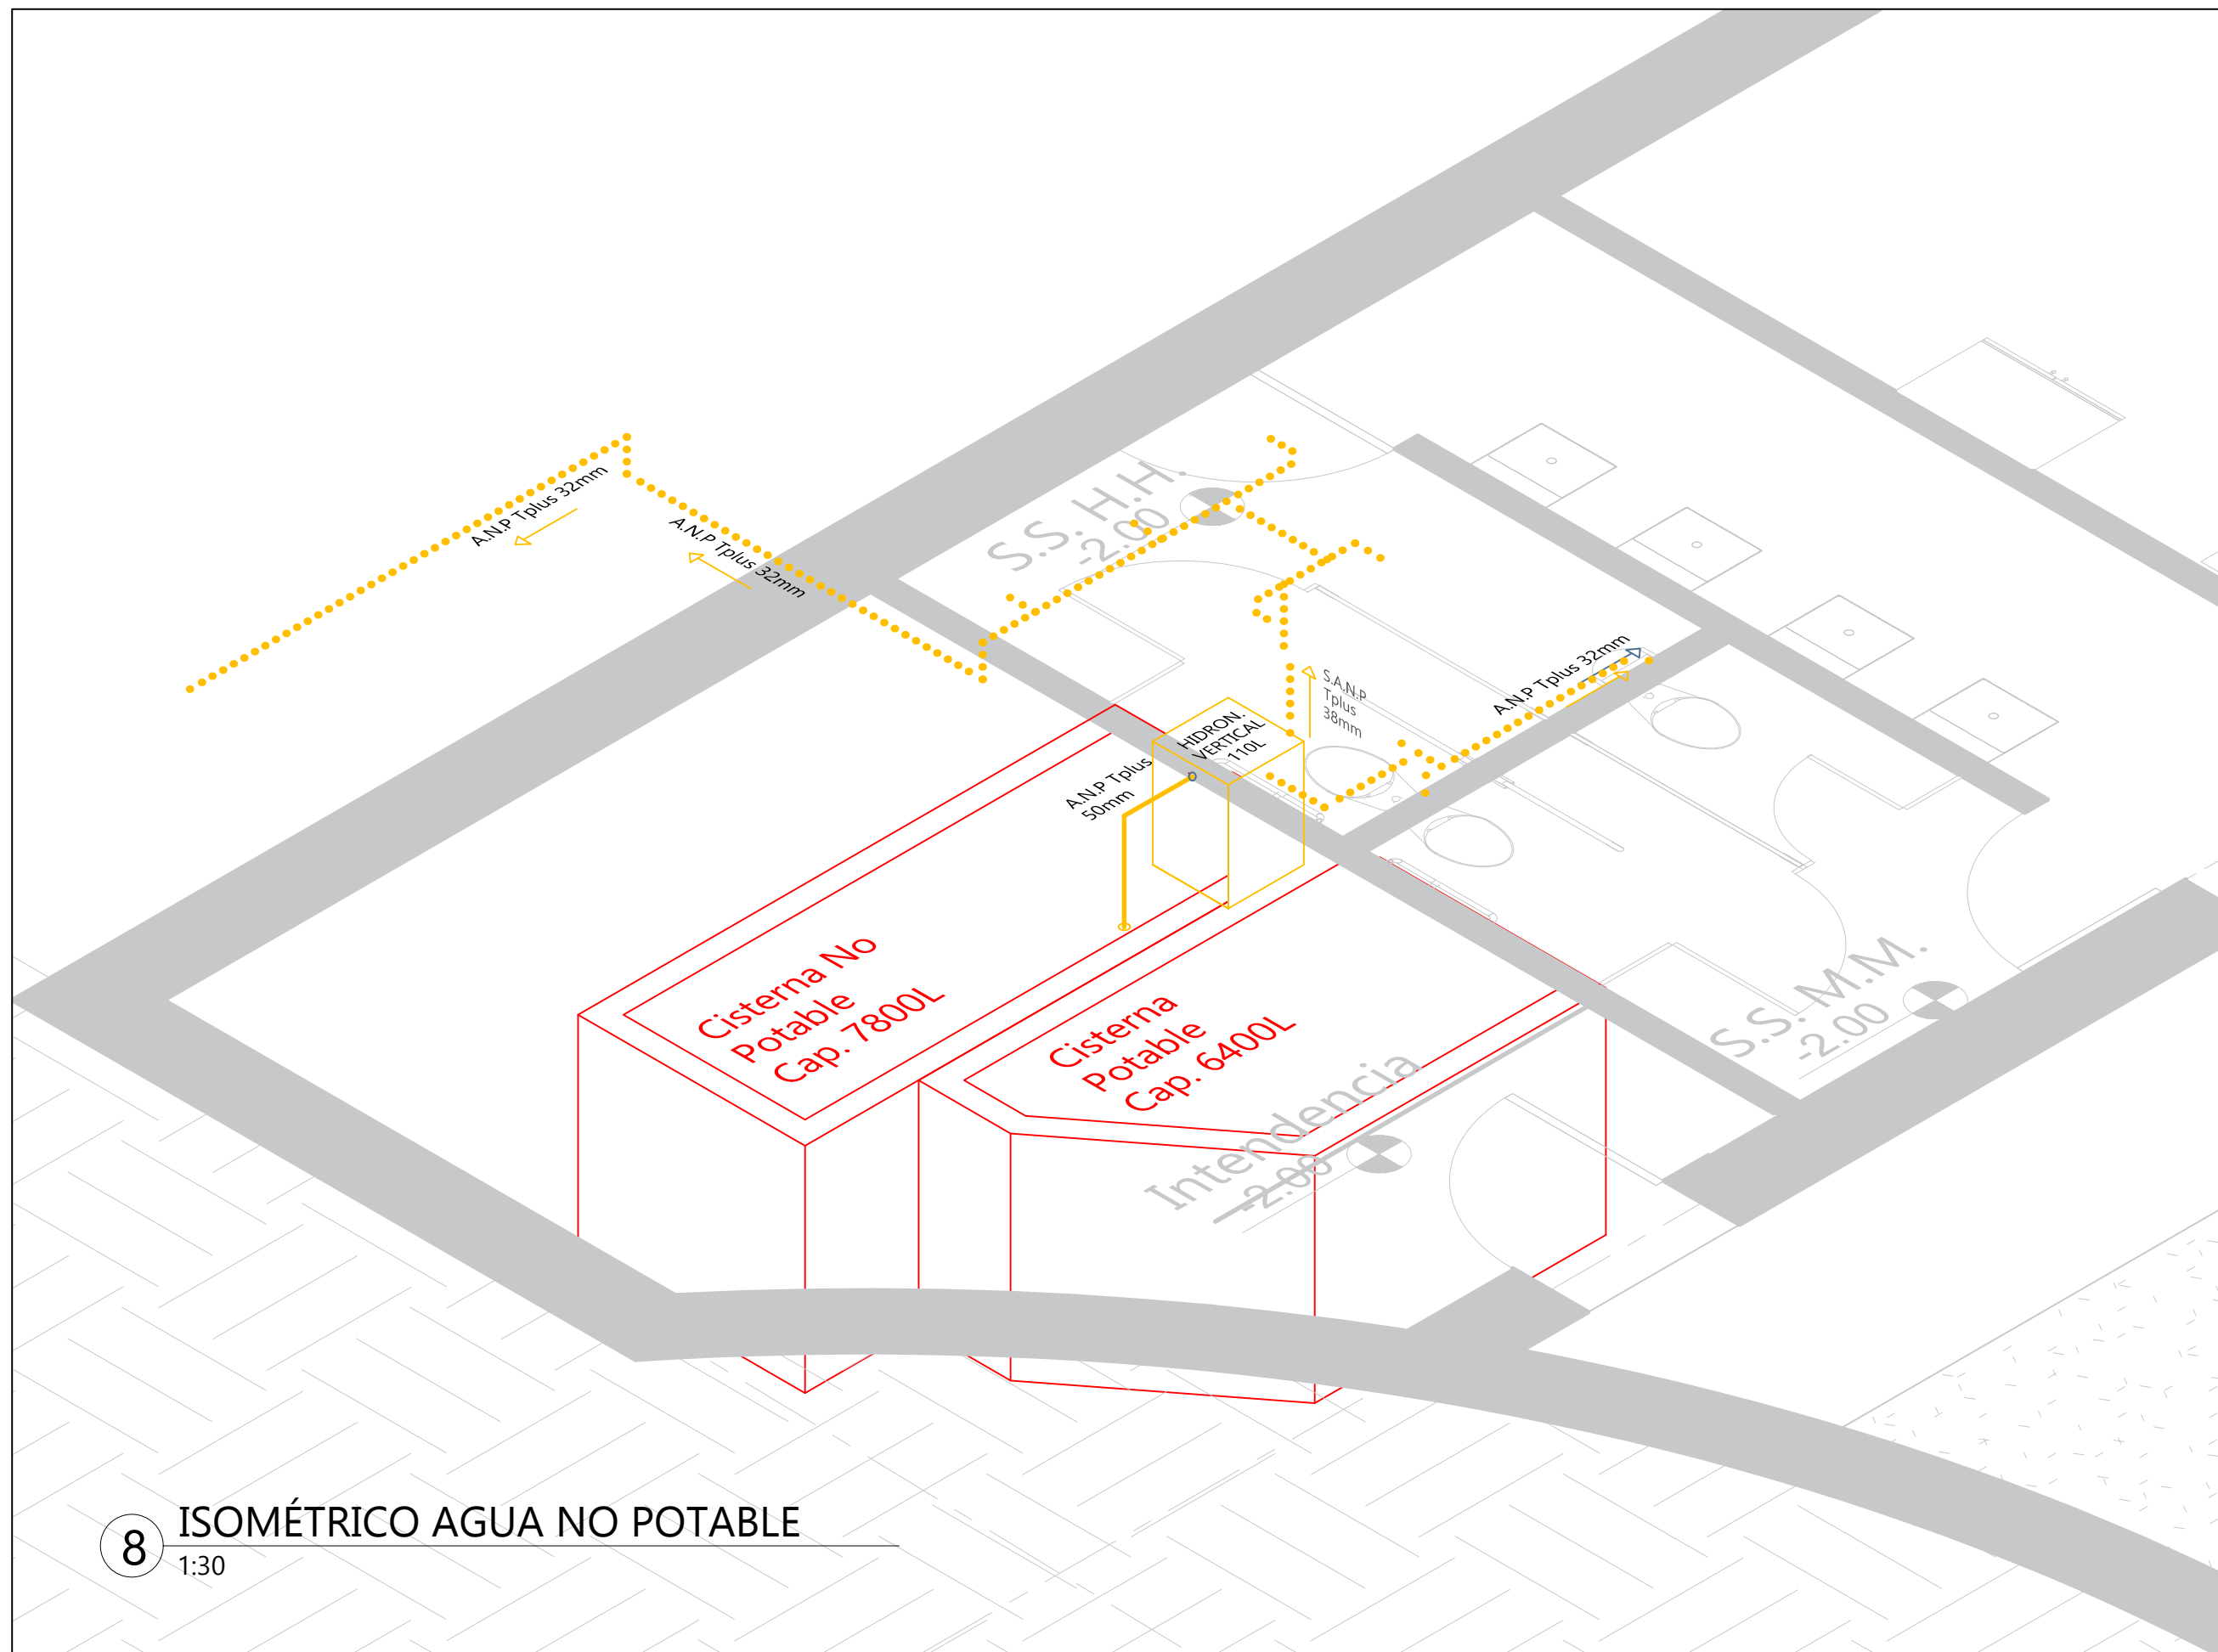 A.N.P Tplus 32mm
A.N.P Tplus 32mm
S.S. H.H.
-2.00
A.N.P Tplus 32mm
S.A.N.P
Tplus
38mm
HIDRON.
VERTICAL
110L
A.N.P Tplus
50mm
Cisterna No
Potable
Cap. 7800L
Cisterna
Potable
Cap. 6400L
S.S. M.M.
-2.00
Intendencia
-2.08
8
ISOMÉTRICO AGUA NO POTABLE
1:30